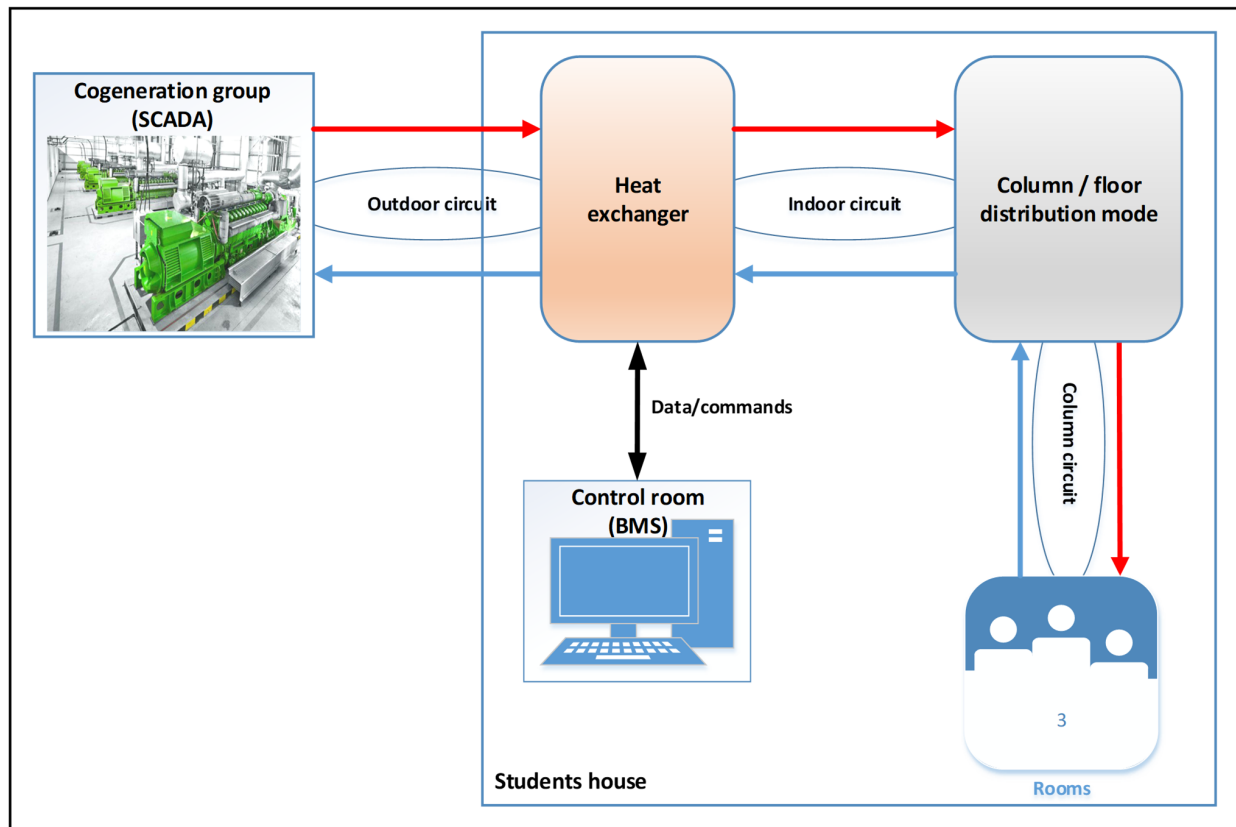 Cogeneration group
(SCADA)
Outdoor circuit
Heat
exchanger
Indoor circuit
Column / floor
distribution mode
Data/commands
Column circuit
Control room
(BMS)
3
Rooms
Students house